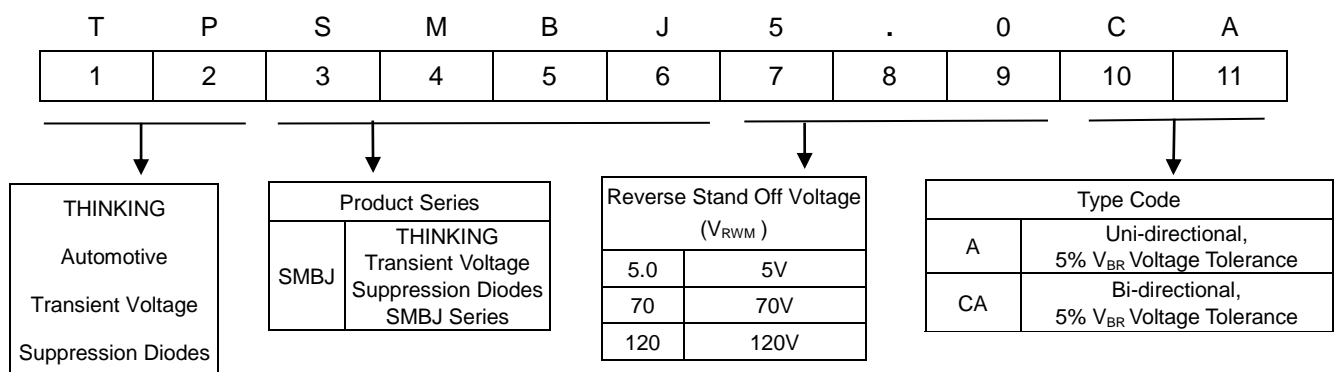 T P S M B J 5 . 0 C A
1 2 3 4 5 6 7 8 9 10 11
THINKING
Automotive
Transient Voltage
Suppression Diodes
Product Series
SMBJ
THINKING
Transient Voltage
Suppression Diodes
SMBJ Series
Reverse Stand Off Voltage
(VRWM )
5.0 5V
70 70V
120 120V
Type Code
A
Uni-directional,
5% VBR Voltage Tolerance
CA
Bi-directional,
5% VBR Voltage Tolerance